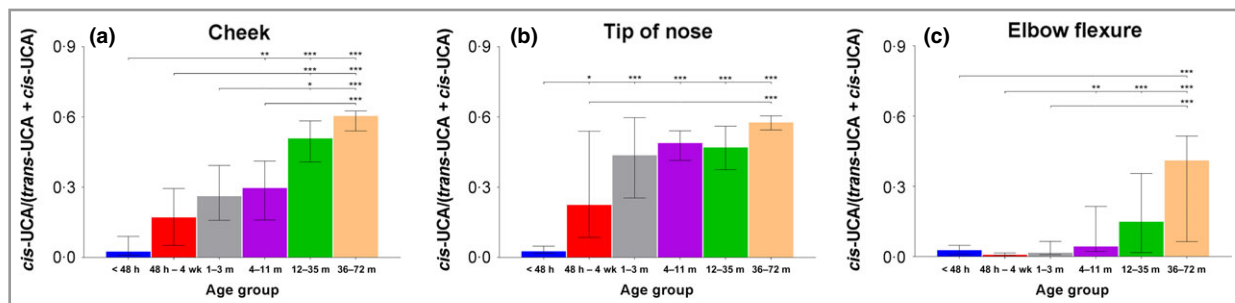 (a) Cheek
cis-UCA/(trans-UCA + cis-UCA)
0·9
0·6
0·3
0·0
** *** ***
*** ***
* ***
***
< 48 h 48 h – 4 wk 1–3 m 4–11 m 12–35 m 36–72 m
Age group
(b) Tip of nose
cis-UCA/(trans-UCA + cis-UCA)
0·9
0·6
0·3
0·0
* *** *** *** ***
***
< 48 h 48 h – 4 wk 1–3 m 4–11 m 12–35 m 36–72 m
Age group
(c) Elbow flexure
cis-UCA/(trans-UCA + cis-UCA)
0·9
0·6
0·3
0·0
***
** *** ***
***
< 48 h 48 h – 4 wk 1–3 m 4–11 m 12–35 m 36–72 m
Age group